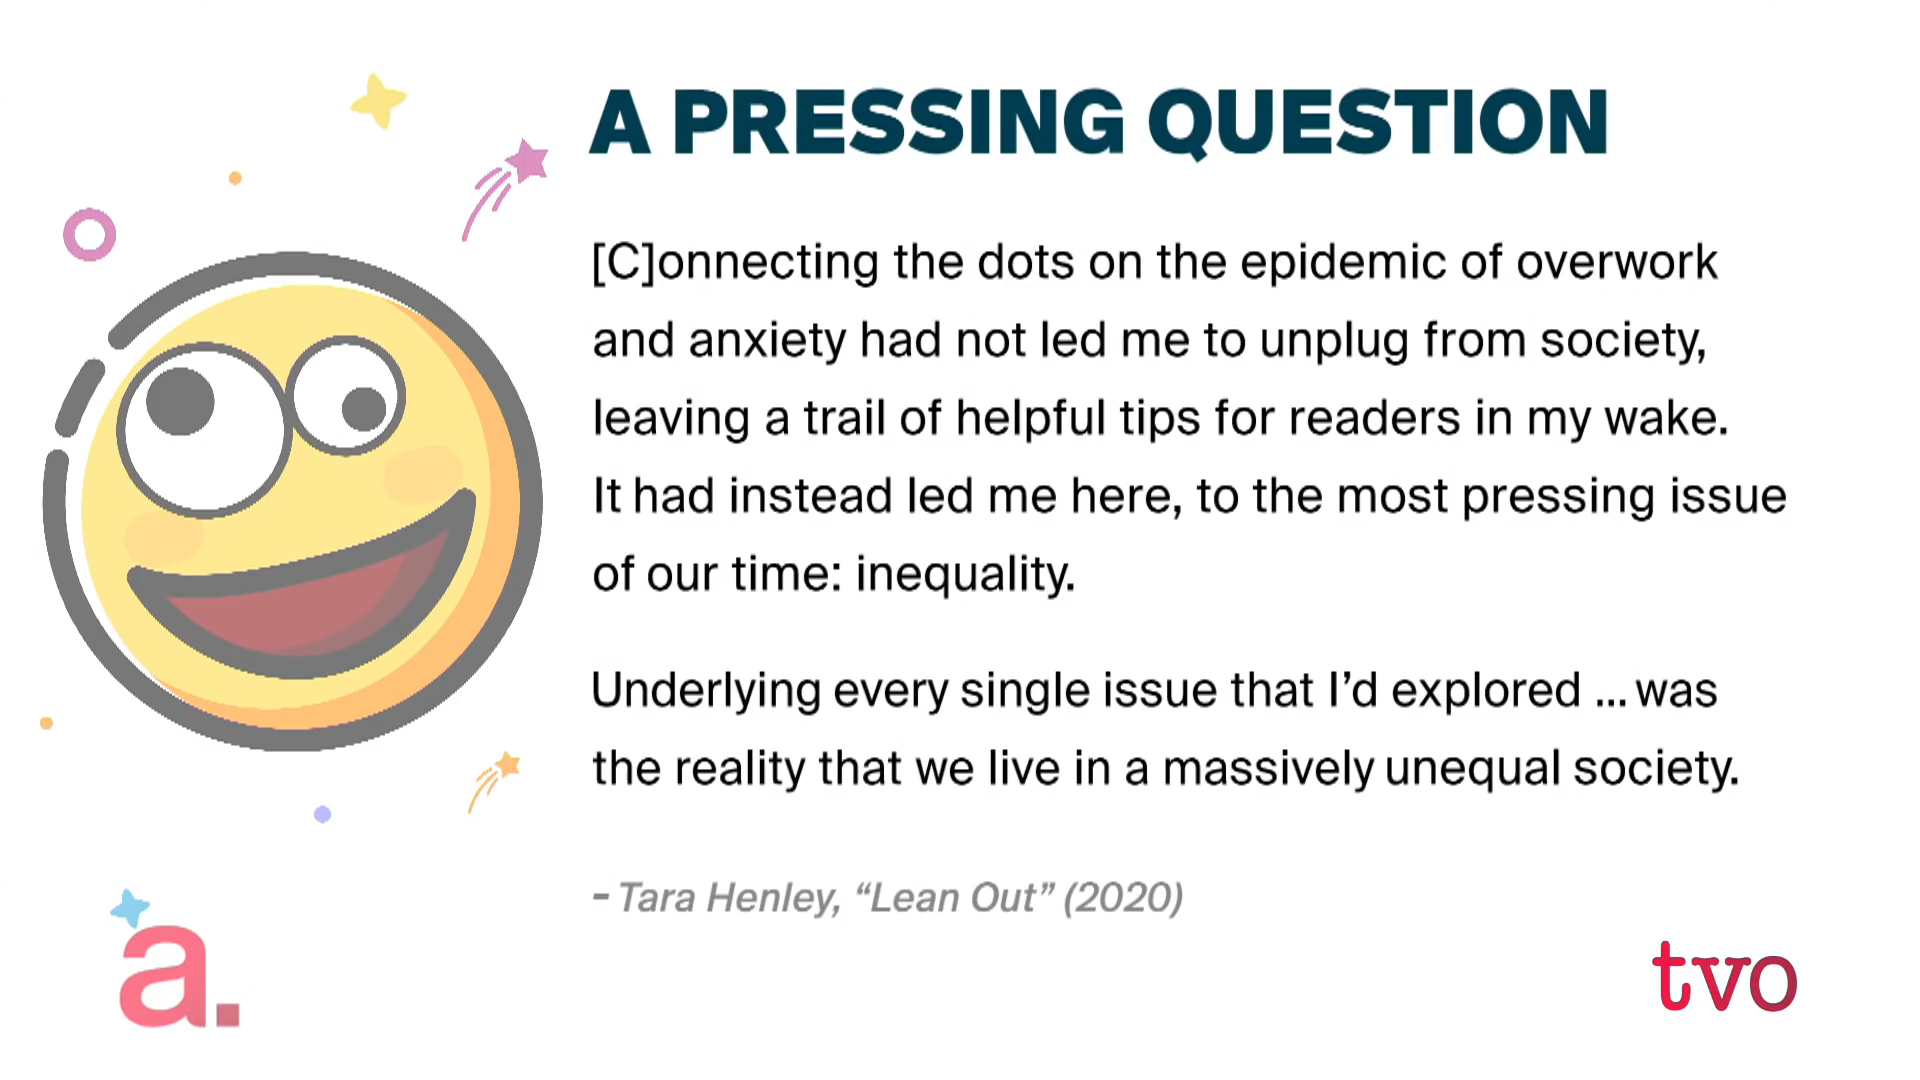 A PRESSING QUESTION
[C]onnecting the dots on the epidemic of overwork
and anxiety had not led me to unplug from society,
leaving a trail of helpful tips for readers in my wake.
It had instead led me here, to the most pressing issue
of our time: inequality.
Underlying every single issue that I’d explored ... was
the reality that we live in a massively unequal society.
– Tara Henley, “Lean Out” (2020)
a.
tvo